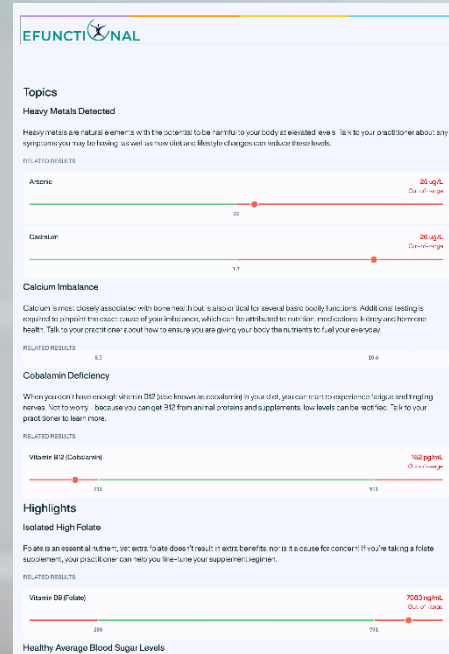 EFUNCTIONAL
Topics
Heavy Metals Detected
Heavy metals are natural elements with the potential to be harmful to your body at elevated levels. Talk to your practitioner about any
symptoms you may be having, as well as how diet and lifestyle changes can reduce these levels.
RELATED RESULTS
Arsenic
26 ug/L
Out-of-range
23
Cadmium
26 ug/L
Out-of-range
Calcium Imbalance
Calcium is most closely associated with bone health but is also critical for several basic bodily functions. Additional testing is
required to pinpoint the exact cause of your imbalance, which can be attributed to nutrition, medications, kidney and hormone
health. Talk to your practitioner about how to ensure you are giving your body the nutrients to fuel your everyday.
RELATED RESULTS
10.6
Cobalamin Deficiency
When you don't have enough vitamin B12 (also known as cobalamin) in your diet, you can start to experience fatigue and tingling
nerves. Not to worry - because you can get B12 from animal proteins and supplements, low levels can be rectified. Talk to your
practitioner to learn more.
RELATED RESULTS
Vitamin B12 (Cobalamin)
162 pg/mL
Out-of-range
911
Highlights
Isolated High Folate
Folate is an essential nutrient, yet extra folate doesn't result in extra benefits, nor is it a cause for concern! If you're taking a folate
supplement, your practitioner can help you fine-tune your supplement regimen.
RELATED RESULTS
Vitamin B9 (Folate)
7083 ng/mL
Out-of-range
280
791
Healthy Average Blood Sugar Levels